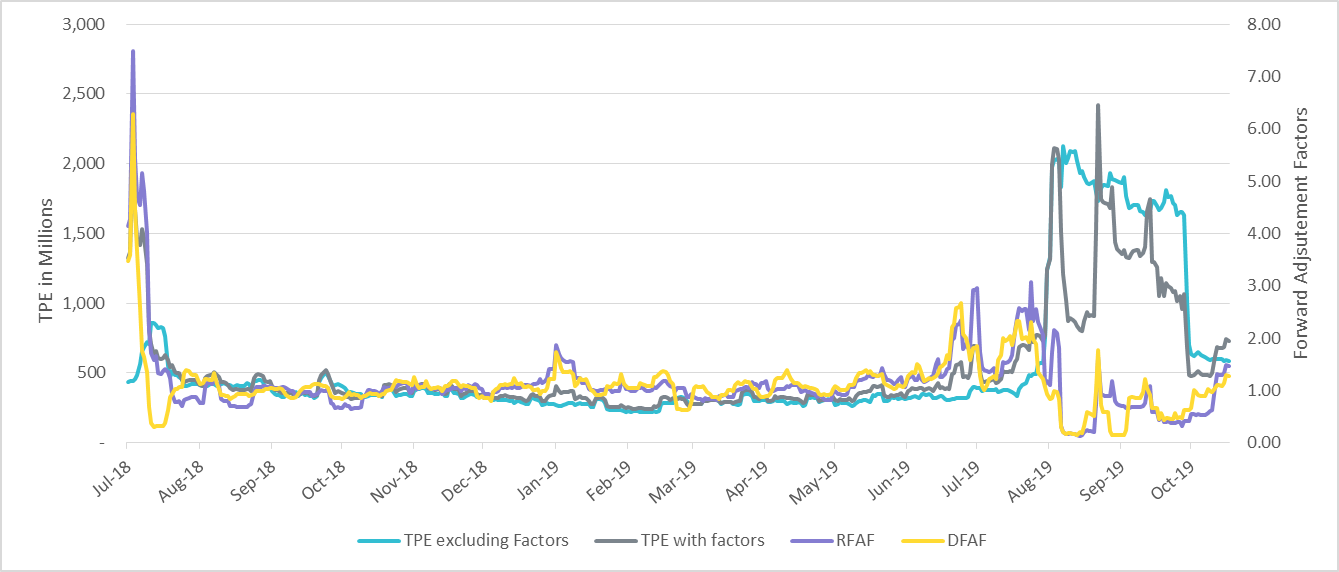 3,000
2,500
2,000
1,500
1,000
500
-
TPE in Millions
8.00
7.00
6.00
5.00
4.00
3.00
2.00
1.00
0.00
Forward Adjsutement Factors
Jul-18
Aug-18
Sep-18
Oct-18
Nov-18
Dec-18
Jan-19
Feb-19
Mar-19
Apr-19
May-19
Jun-19
Jul-19
Aug-19
Sep-19
Oct-19
TPE excluding Factors
TPE with factors
RFAF
DFAF